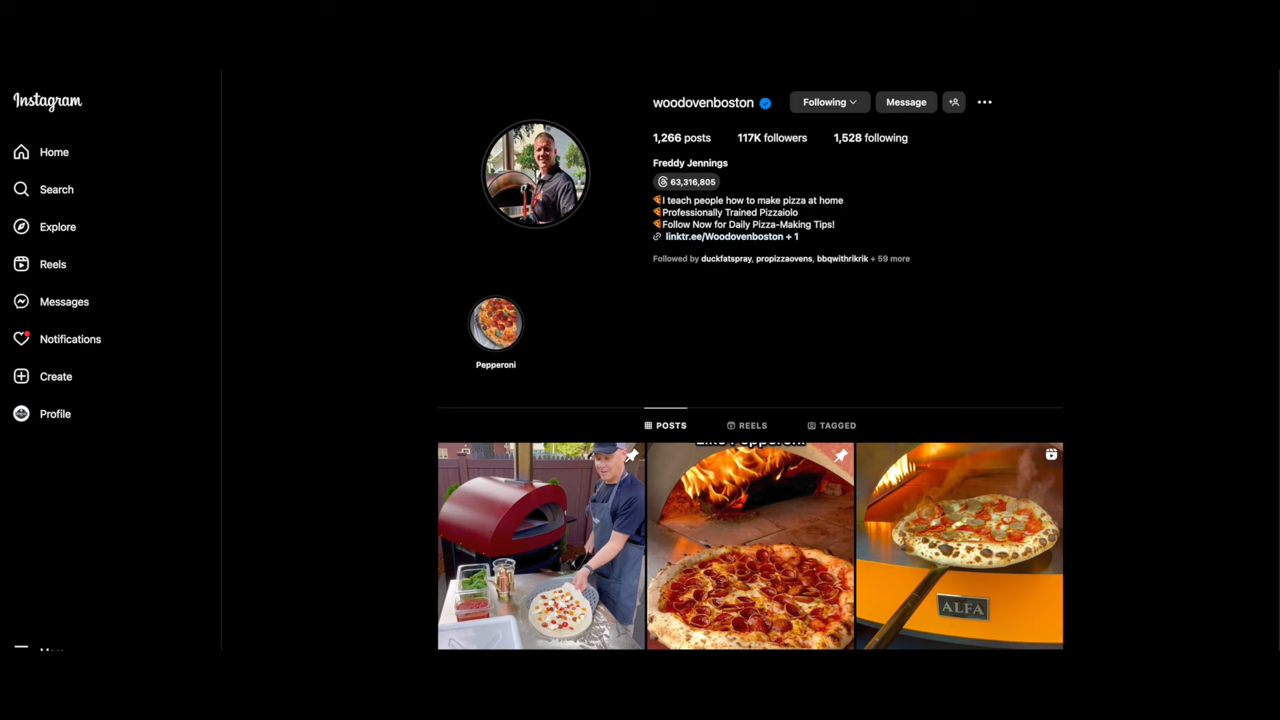 Instagram
Home
Search
Explore
Reels
Messages
Notifications
Create
Profile
woodovenboston
Following
Message
1,266 posts
117K followers
1,528 following
Freddy Jennings
63,316,805
I teach people how to make pizza at home
Professionally Trained Pizzaiolo
Follow Now for Daily Pizza-Making Tips!
linktr.ee/Woodovenboston + 1
Followed by duckfatspray, propizzaovens, bbqwithrikrik + 59 more
Pepperoni
POSTS
REELS
TAGGED
ALFA